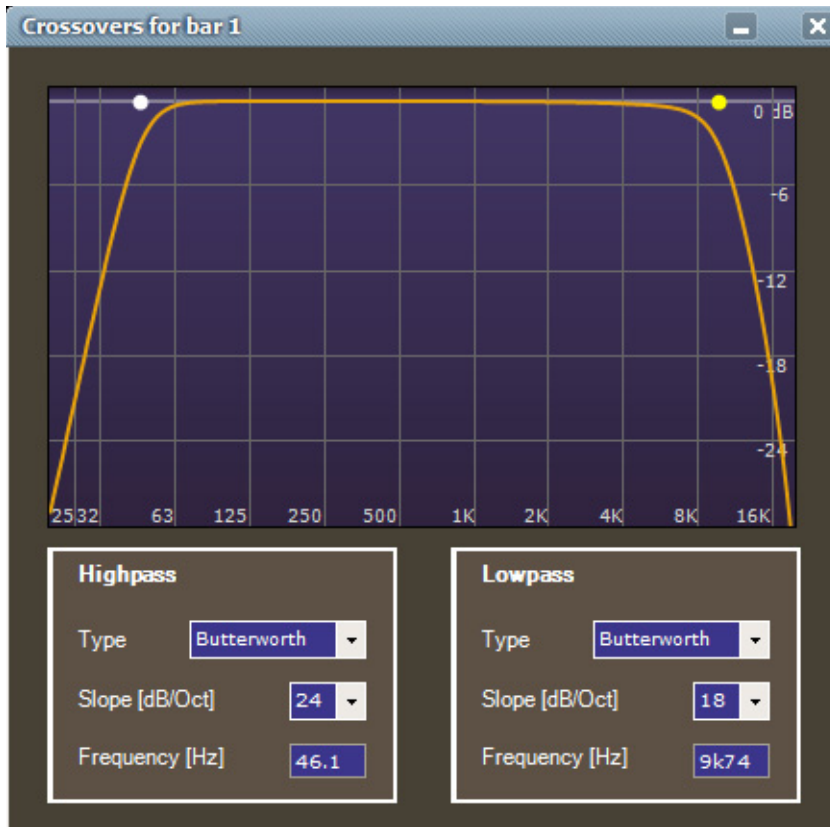 Crossovers for bar 1
0 dB
-6
-12
-18
-24
25 32 63 125 250 500 1K 2K 4K 8K 16K
Highpass
Type Butterworth
Slope [dB/Oct] 24
Frequency [Hz] 46.1
Lowpass
Type Butterworth
Slope [dB/Oct] 18
Frequency [Hz] 9k74